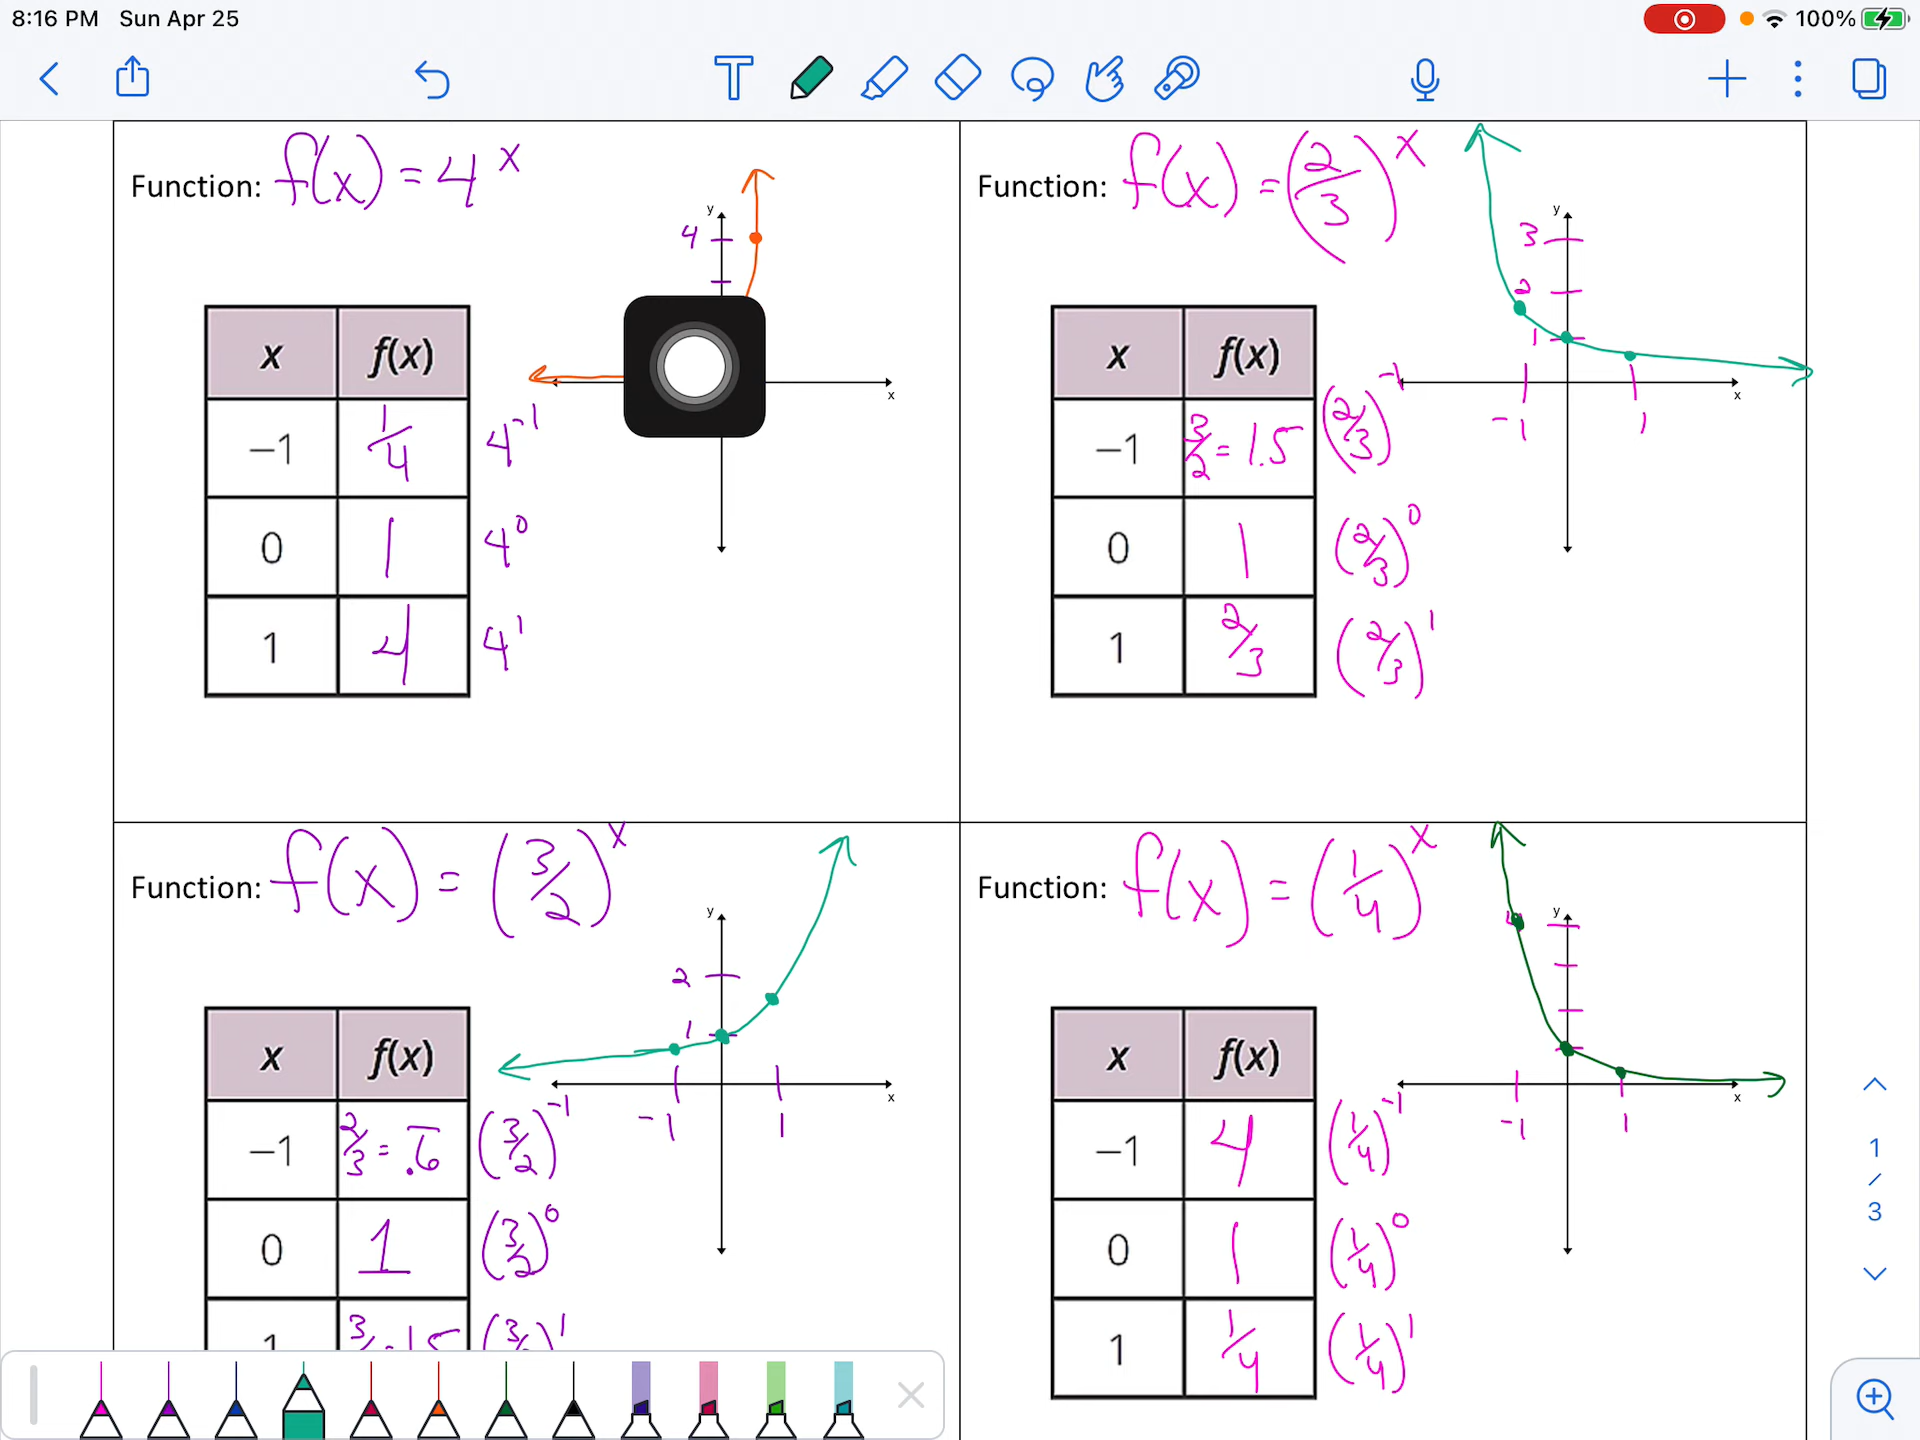 8:16 PM Sun Apr 25
100%
Function: f(x) = 4^x
y
4
x
x f(x)
−1 1/4 4^-1
0 1 4^0
1 4 4^1
Function: f(x) = (2/3)^x
y
3
2
1
-1 1
x
x f(x)
−1 3/2 = 1.5 (2/3)^-1
0 1 (2/3)^0
1 2/3 (2/3)^1
Function: f(x) = (3/2)^x
y
2
1
-1 1
x
x f(x)
−1 2/3 = .6̅ (3/2)^-1
0 1 (3/2)^0
1 3/2 = 1.5 (3/2)^1
Function: f(x) = (1/4)^x
y
4
-1 1
x
x f(x)
−1 4 (1/4)^-1
0 1 (1/4)^0
1 1/4 (1/4)^1
1
/
3